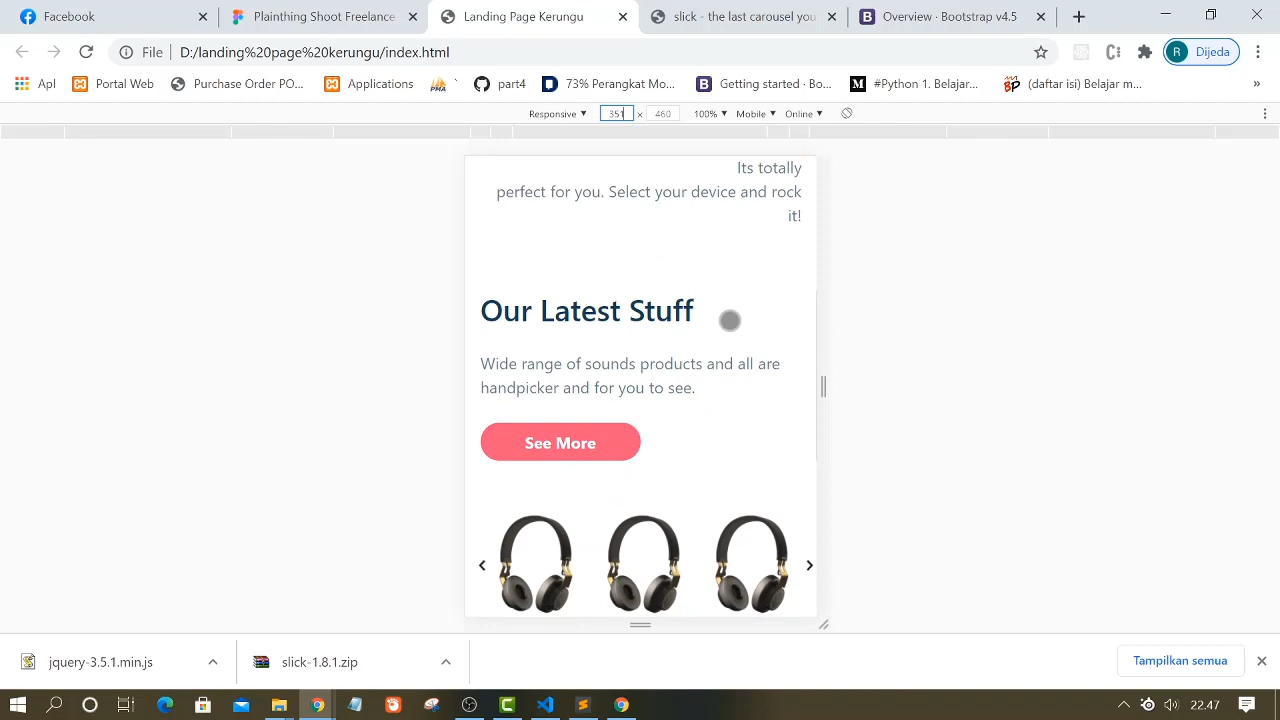 Facebook
Plainthing Shoot Freelance
Landing Page Kerungu
slick - the last carousel you
Overview · Bootstrap v4.5
File
D:/landing%20page%20kerungu/index.html
R
Dijeda
Apl
Portal Web
Purchase Order PO...
Applications
PMA
part4
73% Perangkat Mo...
Getting started · Bo...
#Python 1. Belajar...
(daftar isi) Belajar m...
»
Responsive ▼
351 × 460
100% ▼
Mobile ▼
Online ▼
Its totally
perfect for you. Select your device and rock
it!
Our Latest Stuff
Wide range of sounds products and all are
handpicker and for you to see.
See More
jquery-3.5.1.min.js
slick-1.8.1.zip
Tampilkan semua
22.47